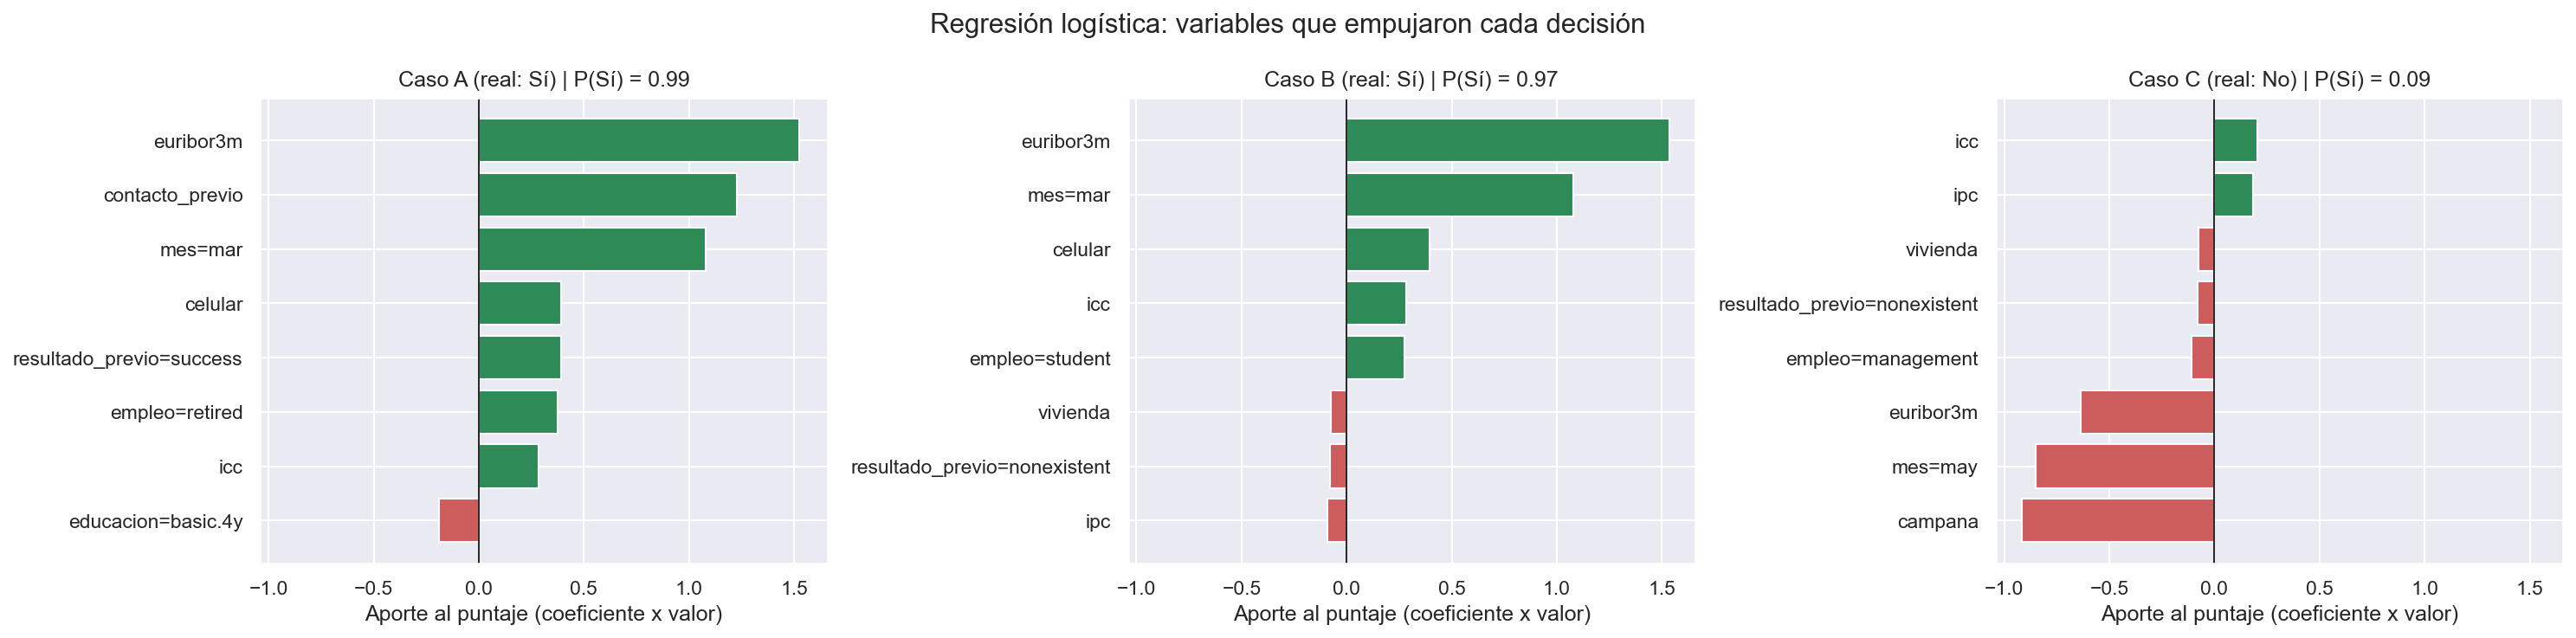 Regresión logística: variables que empujaron cada decisión
Caso A (real: Sí) | P(Sí) = 0.99
euribor3m
contacto_previo
mes=mar
celular
resultado_previo=success
empleo=retired
icc
educacion=basic.4y
−1.0 −0.5 0.0 0.5 1.0 1.5
Aporte al puntaje (coeficiente x valor)
Caso B (real: Sí) | P(Sí) = 0.97
euribor3m
mes=mar
celular
icc
empleo=student
vivienda
resultado_previo=nonexistent
ipc
−1.0 −0.5 0.0 0.5 1.0 1.5
Aporte al puntaje (coeficiente x valor)
Caso C (real: No) | P(Sí) = 0.09
icc
ipc
vivienda
resultado_previo=nonexistent
empleo=management
euribor3m
mes=may
campana
−1.0 −0.5 0.0 0.5 1.0 1.5
Aporte al puntaje (coeficiente x valor)